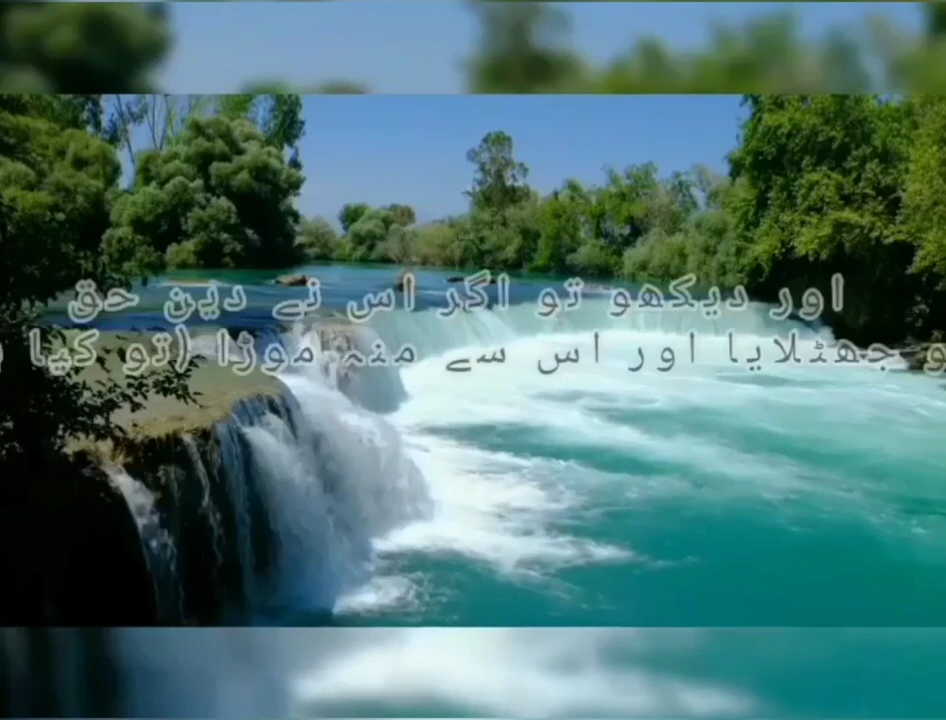 اور دیکھو تو اگر اس نے دین حق
جھٹلایا اور اس سے منہ موڑا (تو کیا